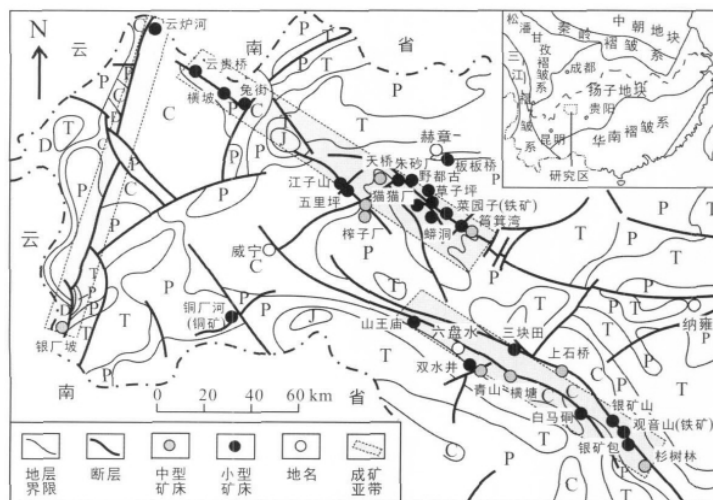 N
云炉河
云
南
省
云贵桥
横坡
兔街
赫章
板板桥
天桥
朱砂厂
野都古
草子坪
江子山
五里坪
猫猫厂
菜园子(铁矿)
筲箕湾
蟒洞
榨子厂
威宁
云
铜厂河
(铜矿)
银厂坡
南
省
山王庙
六盘水
三块田
纳雍
双水井
上石桥
青山
横塘
白马硐
银矿山
观音山(铁矿)
银矿包
杉树林
0 20 40 60 km
地层
界限
断层
中型
矿床
小型
矿床
地名
成矿
亚带
松潘甘孜褶皱系
秦岭褶皱系
中朝地块
三江褶皱系
成都
扬子地块
贵阳
昆明
华南褶皱系
研究区
C
P
T
D
J